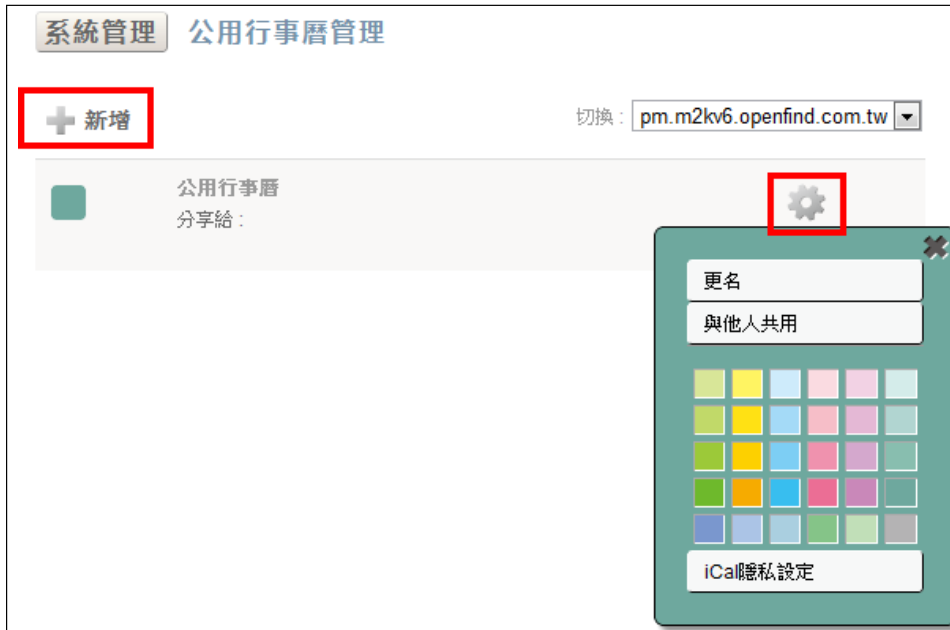 系統管理 公用行事曆管理
新增 切換 : pm.m2kv6.openfind.com.tw
公用行事曆
分享給 :
更名
與他人共用
iCal隱私設定